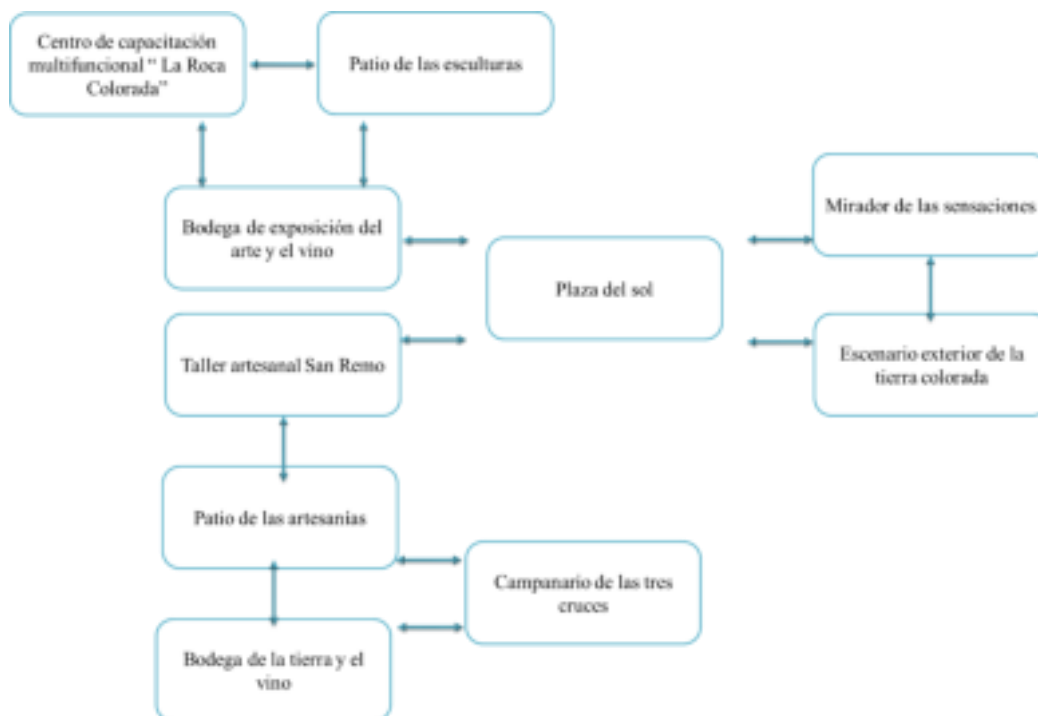 Centro de capacitación
multifuncional “ La Roca
Colorada”
Patio de las esculturas
Bodega de exposición del
arte y el vino
Mirador de las sensaciones
Plaza del sol
Taller artesanal San Remo
Escenario exterior de la
tierra colorada
Patio de las artesanías
Campanario de las tres
cruces
Bodega de la tierra y el
vino